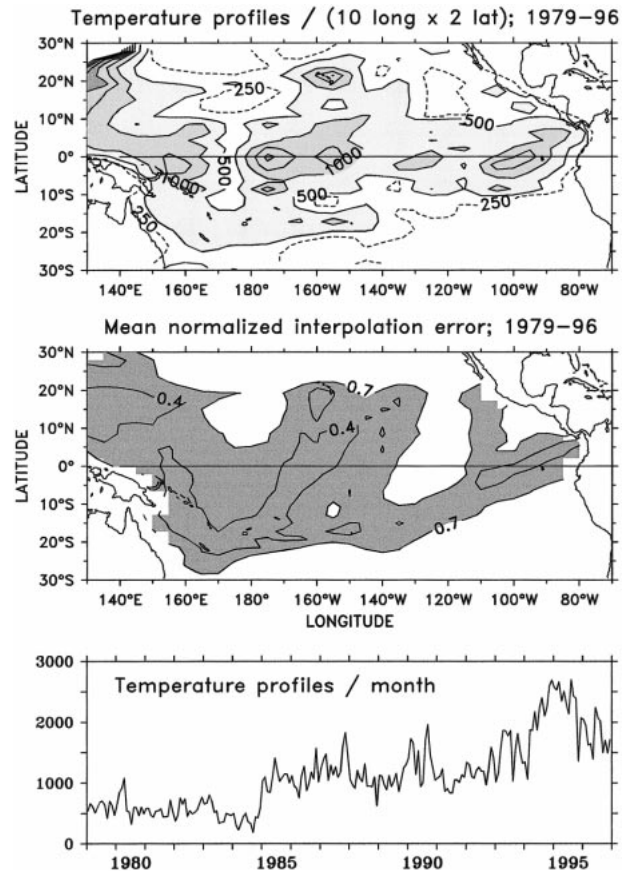 Temperature profiles / (10 long x 2 lat); 1979-96
30°N
20°N
10°N
0°
10°S
20°S
30°S
LATITUDE
250
250
500
500
1000
1000
500
250
250
140°E 160°E 180° 160°W 140°W 120°W 100°W 80°W
Mean normalized interpolation error; 1979-96
30°N
20°N
10°N
0°
10°S
20°S
30°S
LATITUDE
0.4
0.7
0.4
0.7
140°E 160°E 180° 160°W 140°W 120°W 100°W 80°W
LONGITUDE
Temperature profiles / month
3000
2000
1000
0
1980 1985 1990 1995